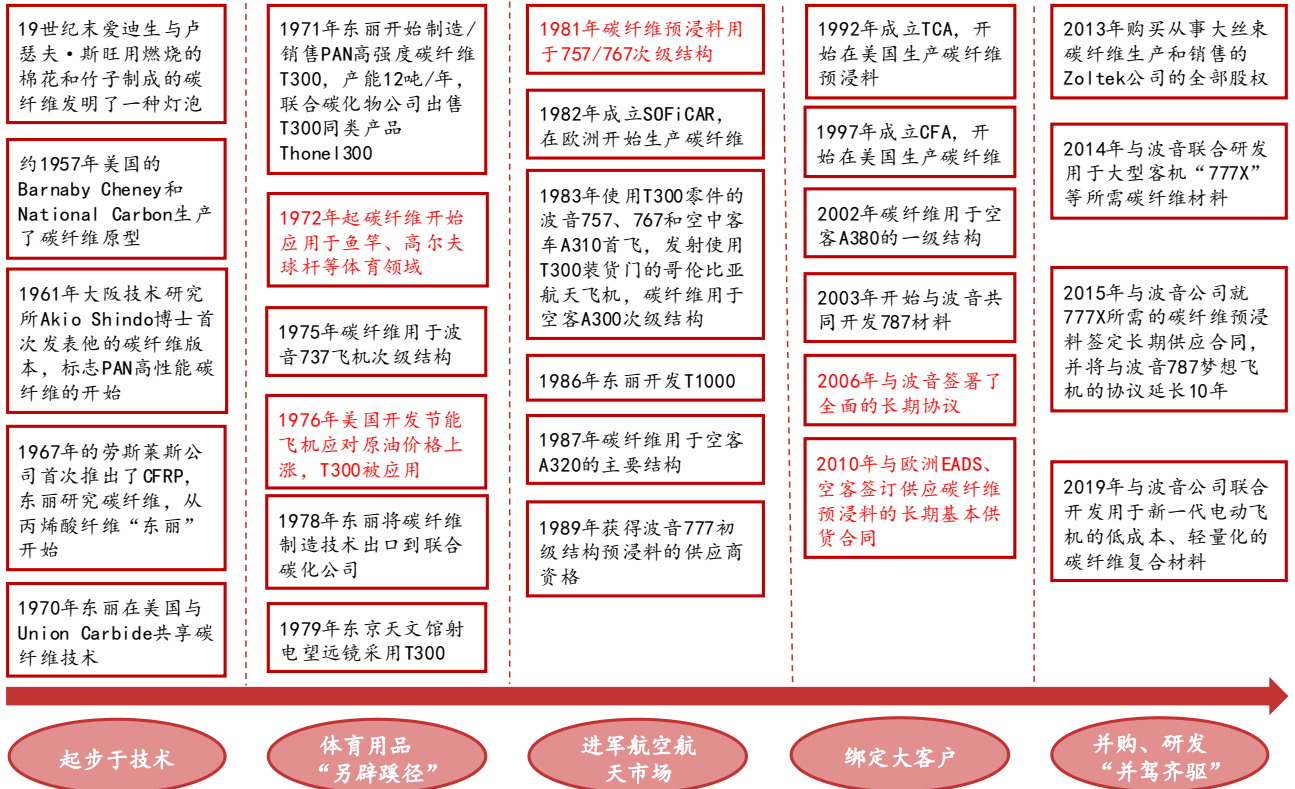 19世纪末爱迪生与卢
瑟夫·斯旺用燃烧的
棉花和竹子制成的碳
纤维发明了一种灯泡
约1957年美国的
Barnaby Cheney和
National Carbon生产
了碳纤维原型
1961年大阪技术研究
所Akio Shindo博士首
次发表他的碳纤维版
本，标志PAN高性能碳
纤维的开始
1967年的劳斯莱斯公
司首次推出了CFRP，
东丽研究碳纤维，从
丙烯酸纤维“东丽”
开始
1970年东丽在美国与
Union Carbide共享碳
纤维技术
1971年东丽开始制造/
销售PAN高强度碳纤维
T300，产能12吨/年，
联合碳化物公司出售
T300同类产品
Thonel300
1972年起碳纤维开始
应用于鱼竿、高尔夫
球杆等体育领域
1975年碳纤维用于波
音737飞机次级结构
1976年美国开发节能
飞机应对原油价格上
涨，T300被应用
1978年东丽将碳纤维
制造技术出口到联合
碳化公司
1979年东京天文馆射
电望远镜采用T300
1981年碳纤维预浸料用
于757/767次级结构
1982年成立SOFiCAR，
在欧洲开始生产碳纤维
1983年使用T300零件的
波音757、767和空中客
车A310首飞，发射使用
T300装货门的哥伦比亚
航天飞机，碳纤维用于
空客A300次级结构
1986年东丽开发T1000
1987年碳纤维用于空客
A320的主要结构
1989年获得波音777初
级结构预浸料的供应商
资格
1992年成立TCA，开
始在美国生产碳纤维
预浸料
1997年成立CFA，开
始在美国生产碳纤维
2002年碳纤维用于空
客A380的一级结构
2003年开始与波音共
同开发787材料
2006年与波音签署了
全面的长期协议
2010年与欧洲EADS、
空客签订供应碳纤维
预浸料的长期基本供
货合同
2013年购买从事大丝束
碳纤维生产和销售的
Zoltek公司的全部股权
2014年与波音联合研发
用于大型客机“777X”
等所需碳纤维材料
2015年与波音公司就
777X所需的碳纤维预浸
料签定长期供应合同，
并将与波音787梦想飞
机的协议延长10年
2019年与波音公司联合
开发用于新一代电动飞
机的低成本、轻量化的
碳纤维复合材料
起步于技术
体育用品
“另辟蹊径”
进军航空航
天市场
绑定大客户
并购、研发
“并驾齐驱”